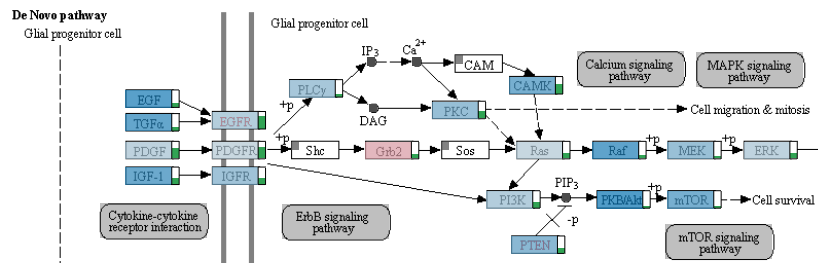 De Novo pathway
Glial progenitor cell
Glial progenitor cell
IP3
Ca2+
CAM
Calcium signaling
pathway
MAPK signaling
pathway
PLCγ
CAMK
EGF
+p
DAG
PKC
Cell migration & mitosis
TGFα
EGFR
+p
PDGF
PDGFR
Shc
Grb2
Sos
Ras
Raf
+p
MEK
+p
ERK
IGF-1
IGFR
PI3K
PIP3
PKB/Akt
+p
mTOR
Cell survival
Cytokine-cytokine
receptor interaction
ErbB signaling
pathway
-p
PTEN
mTOR signaling
pathway